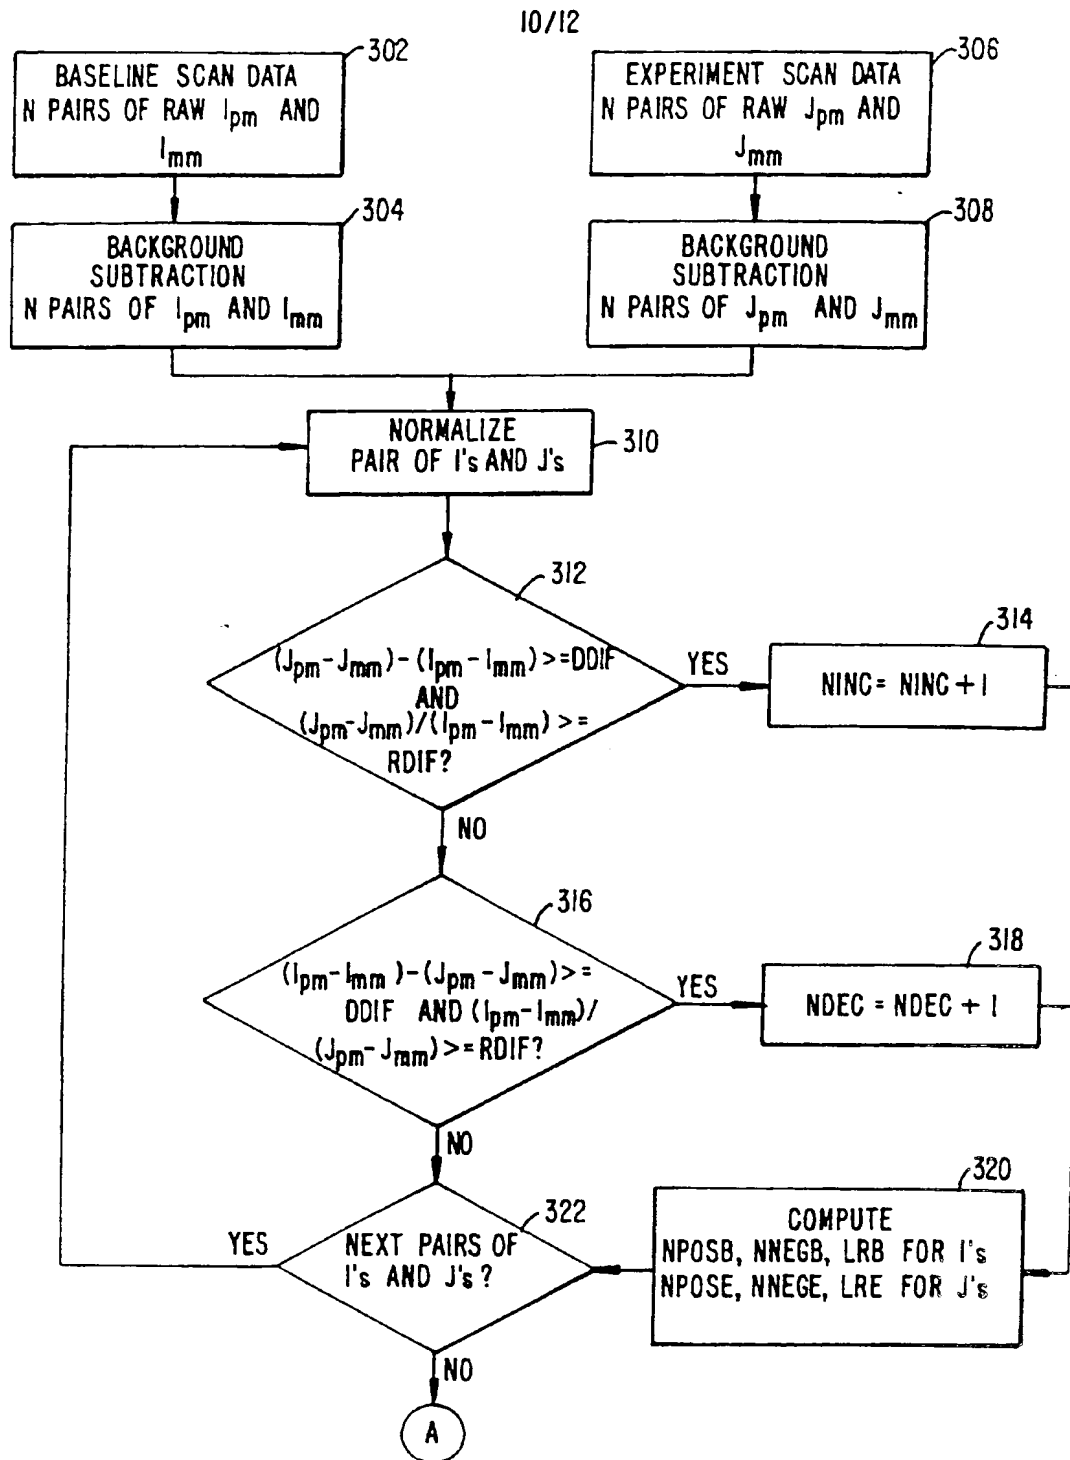 10/12
302
BASELINE SCAN DATA
N PAIRS OF RAW Ipm AND
Imm
306
EXPERIMENT SCAN DATA
N PAIRS OF RAW Jpm AND
Jmm
304
BACKGROUND
SUBTRACTION
N PAIRS OF Ipm AND Imm
308
BACKGROUND
SUBTRACTION
N PAIRS OF Jpm AND Jmm
NORMALIZE
PAIR OF I's AND J's
310
312
(Jpm-Jmm)-(Ipm-Imm)>=DDIF
AND
(Jpm-Jmm)/(Ipm-Imm)>=
RDIF?
YES
314
NINC= NINC+1
NO
316
(Ipm-Imm)-(Jpm-Jmm)>=
DDIF AND (Ipm-Imm)/
(Jpm-Jmm)>=RDIF?
YES
318
NDEC=NDEC+1
NO
322
NEXT PAIRS OF
I's AND J's?
YES
320
COMPUTE
NPOSB, NNEGB, LRB FOR I's
NPOSE, NNEGE, LRE FOR J's
NO
A